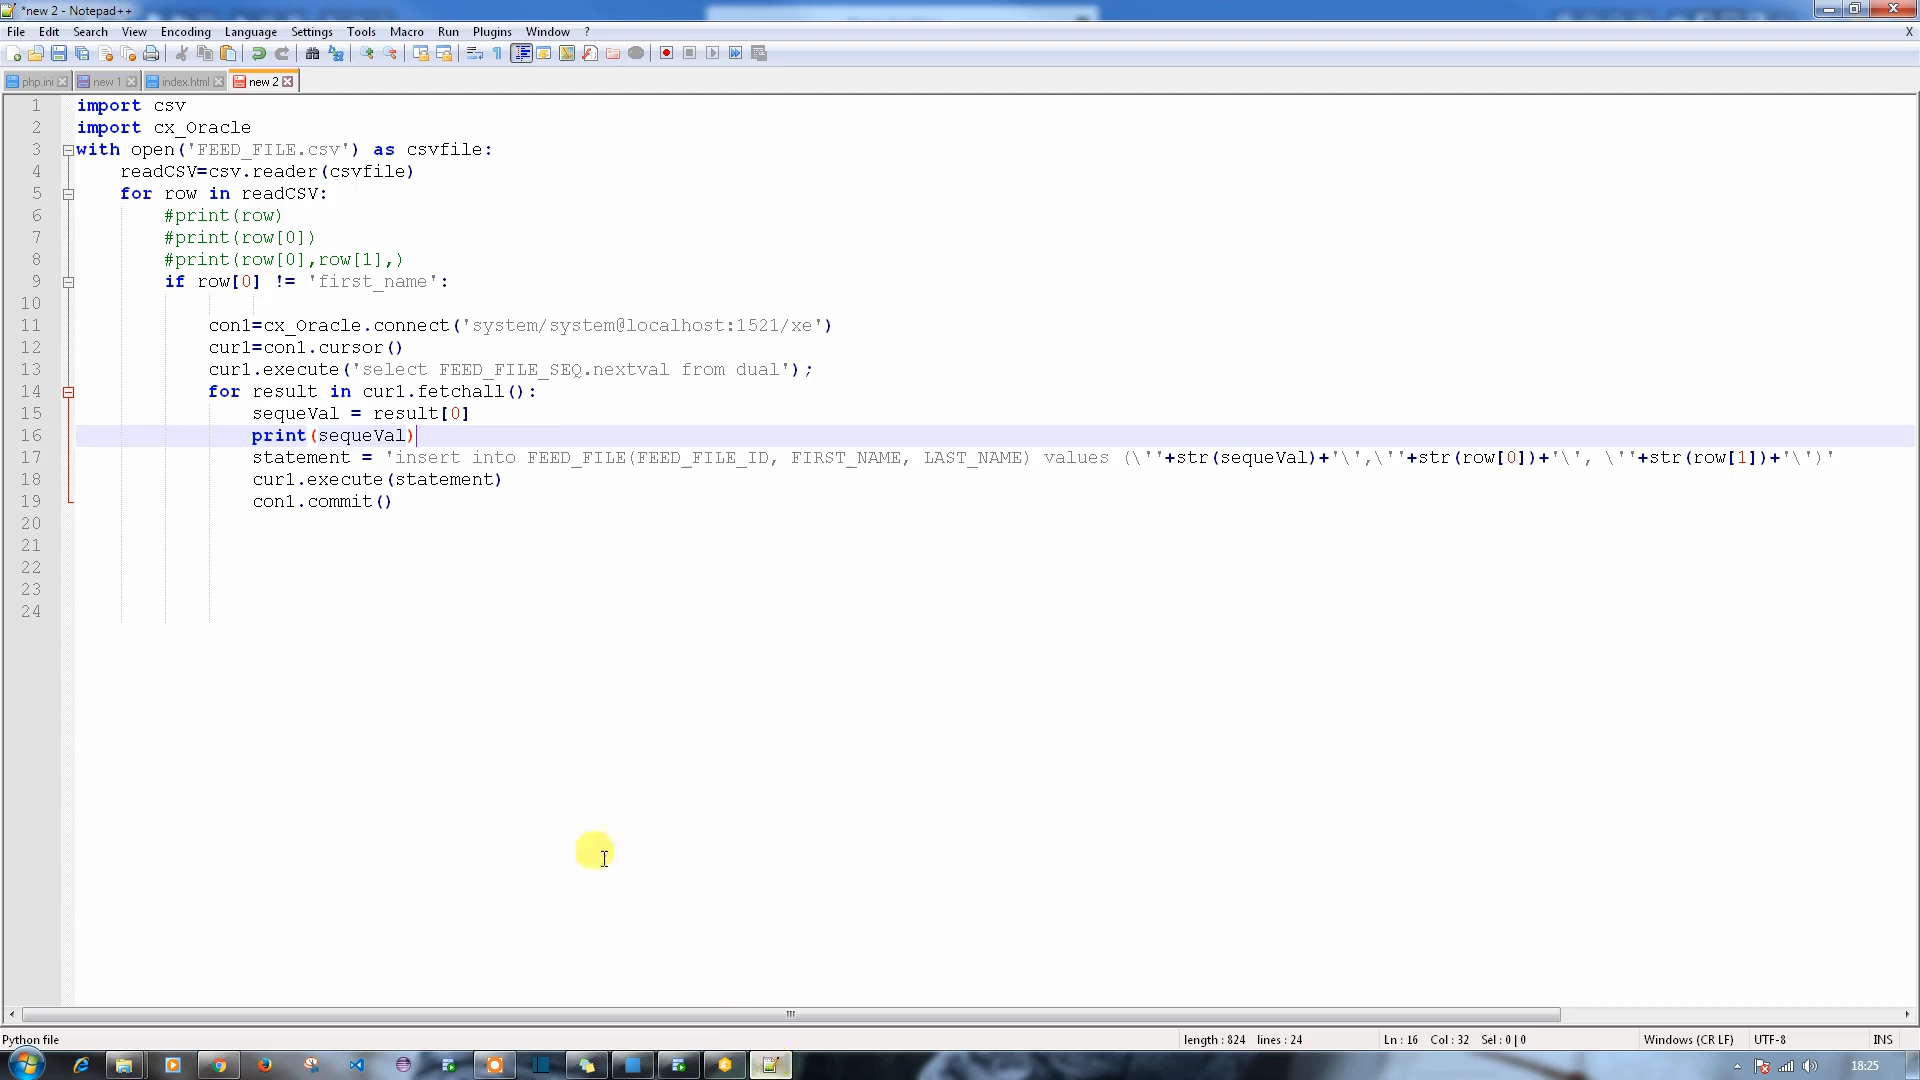 *new 2 - Notepad++
File Edit Search View Encoding Language Settings Tools Macro Run Plugins Window ? X
php.ini new 1 index.html new 2
1 import csv
2 import cx_Oracle
3 with open('FEED_FILE.csv') as csvfile:
4 readCSV=csv.reader(csvfile)
5 for row in readCSV:
6 #print(row)
7 #print(row[0])
8 #print(row[0],row[1],)
9 if row[0] != 'first_name':
10
11 con1=cx_Oracle.connect('system/system@localhost:1521/xe')
12 cur1=con1.cursor()
13 cur1.execute('select FEED_FILE_SEQ.nextval from dual');
14 for result in cur1.fetchall():
15 sequeVal = result[0]
16 print(sequeVal)
17 statement = 'insert into FEED_FILE(FEED_FILE_ID, FIRST_NAME, LAST_NAME) values (\''+str(sequeVal)+'\',\''+str(row[0])+'\', \''+str(row[1])+'\')'
18 cur1.execute(statement)
19 con1.commit()
20
21
22
23
24
Python file length : 824 lines : 24 Ln : 16 Col : 32 Sel : 0 | 0 Windows (CR LF) UTF-8 INS
18:25